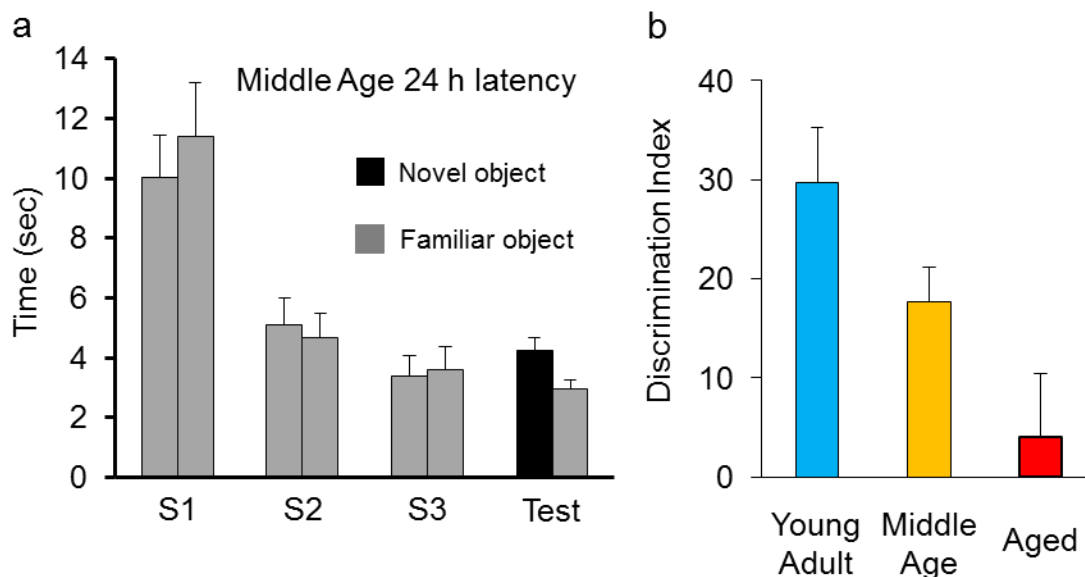 a
Middle Age 24 h latency
Novel object
Familiar object
Time (sec)
14
12
10
8
6
4
2
0
S1 S2 S3 Test
b
Discrimination Index
40
30
20
10
0
Young Middle Aged
Adult Age